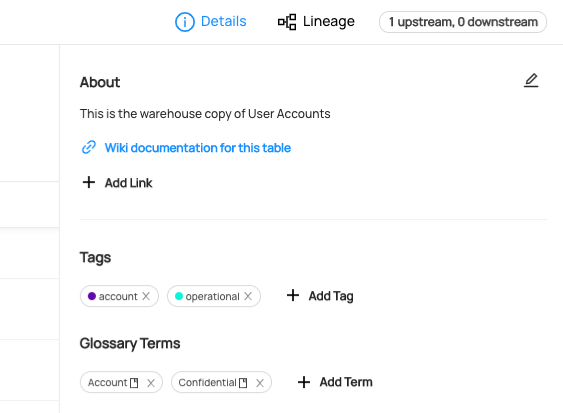 Details Lineage 1 upstream, 0 downstream
About
This is the warehouse copy of User Accounts
Wiki documentation for this table
Add Link
Tags
account operational Add Tag
Glossary Terms
Account Confidential Add Term